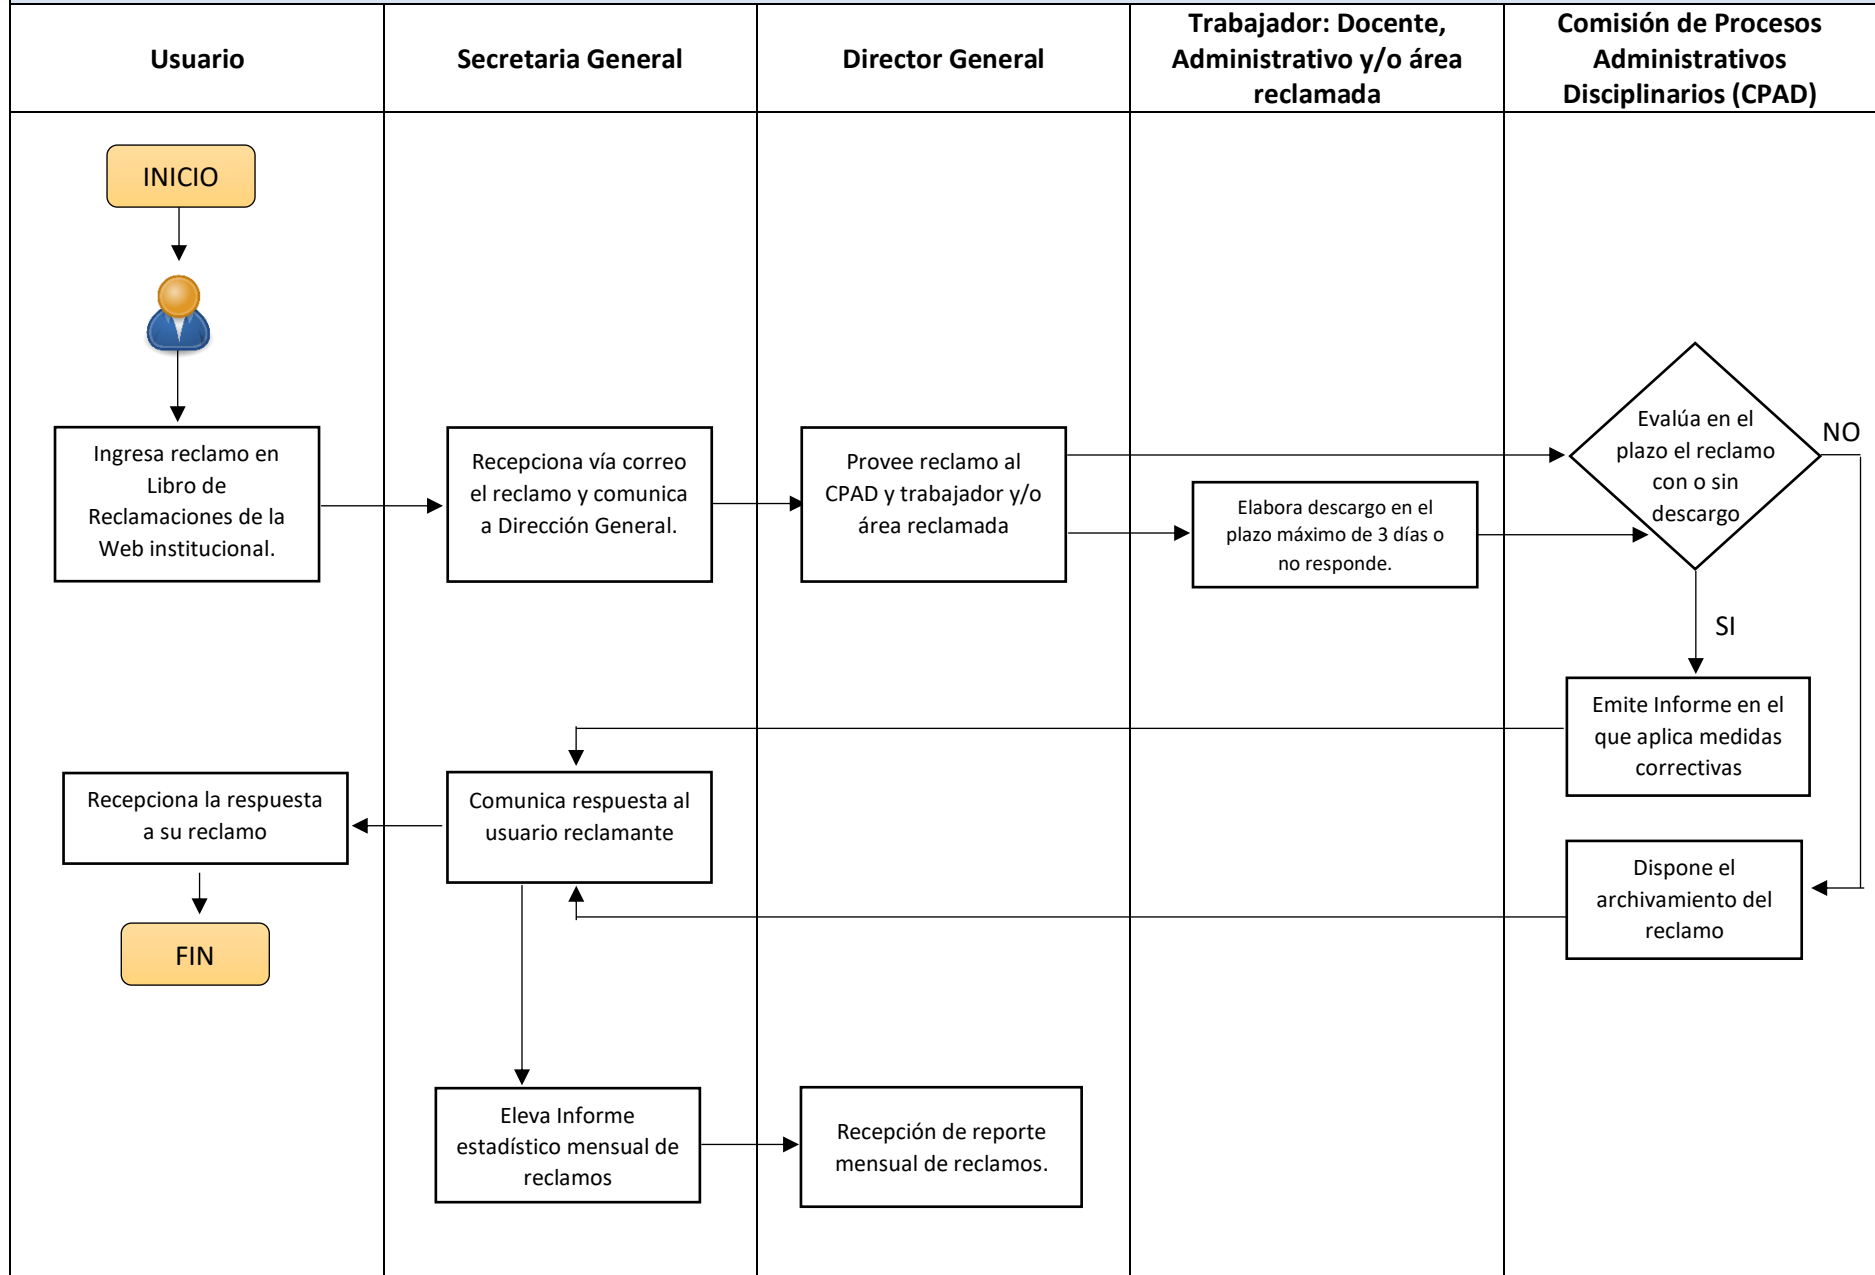 Usuario
Secretaria General
Director General
Trabajador: Docente,
Administrativo y/o área
reclamada
Comisión de Procesos
Administrativos
Disciplinarios (CPAD)
INICIO
Ingresa reclamo en
Libro de
Reclamaciones de la
Web institucional.
Recepciona vía correo
el reclamo y comunica
a Dirección General.
Provee reclamo al
CPAD y trabajador y/o
área reclamada
Elabora descargo en el
plazo máximo de 3 días o
no responde.
Evalúa en el
plazo el reclamo
con o sin
descargo
NO
SI
Emite Informe en el
que aplica medidas
correctivas
Recepciona la respuesta
a su reclamo
Comunica respuesta al
usuario reclamante
Dispone el
archivamiento del
reclamo
FIN
Eleva Informe
estadístico mensual de
reclamos
Recepción de reporte
mensual de reclamos.